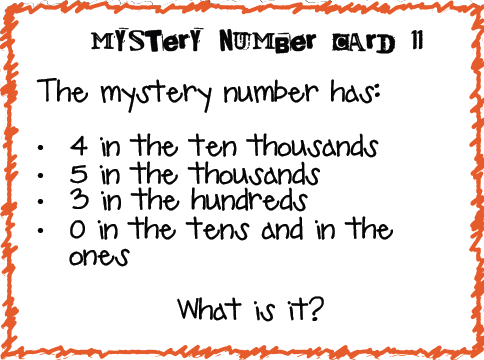 Mystery Number Card 11
The mystery number has:
• 4 in the ten thousands
• 5 in the thousands
• 3 in the hundreds
• 0 in the tens and in the
ones
What is it?